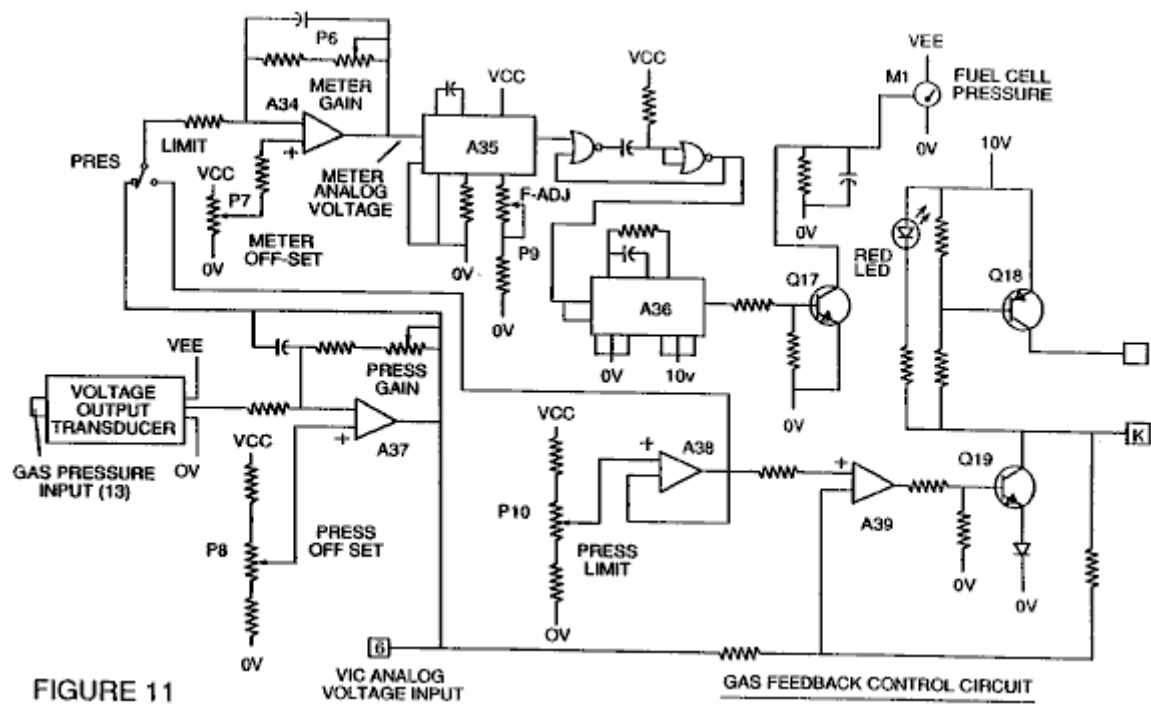 P6
METER
GAIN
VCC
VCC
VEE
M1
FUEL CELL
PRESSURE
0V
10V
A34
LIMIT
PRES
+
VCC
P7
0V
METER
OFF-SET
METER
ANALOG
VOLTAGE
A35
F-ADJ
P9
0V
0V
A36
0V
10v
0V
Q17
0V
RED
LED
Q18
VEE
VOLTAGE
OUTPUT
TRANSDUCER
OV
GAS PRESSURE
INPUT (13)
PRESS
GAIN
+
A37
VCC
P8
PRESS
OFF SET
0V
VCC
P10
PRESS
LIMIT
OV
+
A38
+
A39
Q19
0V
0V
K
6
VIC ANALOG
VOLTAGE INPUT
GAS FEEDBACK CONTROL CIRCUIT
FIGURE 11